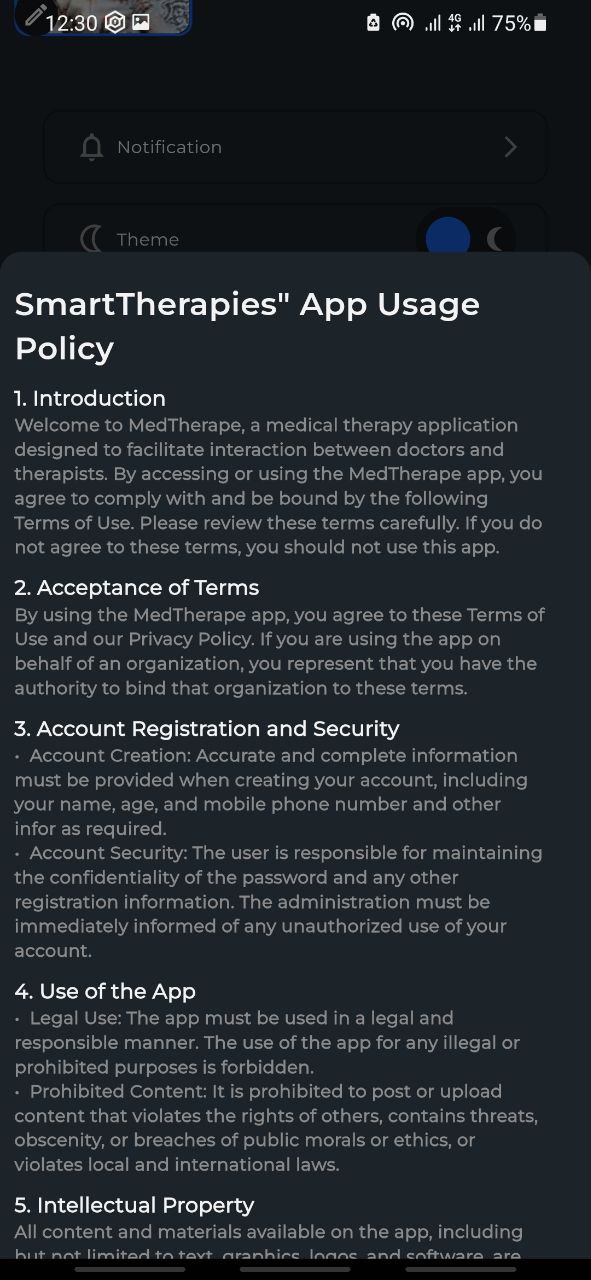 12:30
4G
75%
Notification
Theme
SmartTherapies" App Usage
Policy
1. Introduction
Welcome to MedTherape, a medical therapy application
designed to facilitate interaction between doctors and
therapists. By accessing or using the MedTherape app, you
agree to comply with and be bound by the following
Terms of Use. Please review these terms carefully. If you do
not agree to these terms, you should not use this app.
2. Acceptance of Terms
By using the MedTherape app, you agree to these Terms of
Use and our Privacy Policy. If you are using the app on
behalf of an organization, you represent that you have the
authority to bind that organization to these terms.
3. Account Registration and Security
• Account Creation: Accurate and complete information
must be provided when creating your account, including
your name, age, and mobile phone number and other
infor as required.
• Account Security: The user is responsible for maintaining
the confidentiality of the password and any other
registration information. The administration must be
immediately informed of any unauthorized use of your
account.
4. Use of the App
• Legal Use: The app must be used in a legal and
responsible manner. The use of the app for any illegal or
prohibited purposes is forbidden.
• Prohibited Content: It is prohibited to post or upload
content that violates the rights of others, contains threats,
obscenity, or breaches of public morals or ethics, or
violates local and international laws.
5. Intellectual Property
All content and materials available on the app, including
but not limited to text, graphics, logos, and software, are